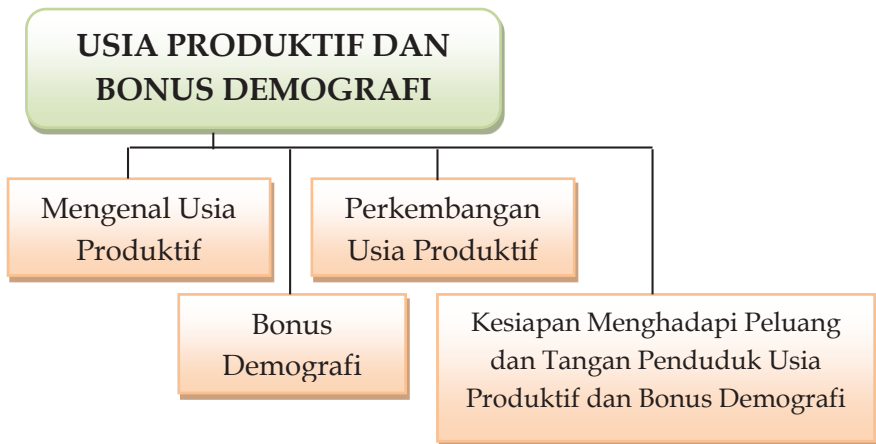 USIA PRODUKTIF DAN
BONUS DEMOGRAFI
Mengenal Usia
Produktif
Perkembangan
Usia Produktif
Bonus
Demografi
Kesiapan Menghadapi Peluang
dan Tangan Penduduk Usia
Produktif dan Bonus Demografi